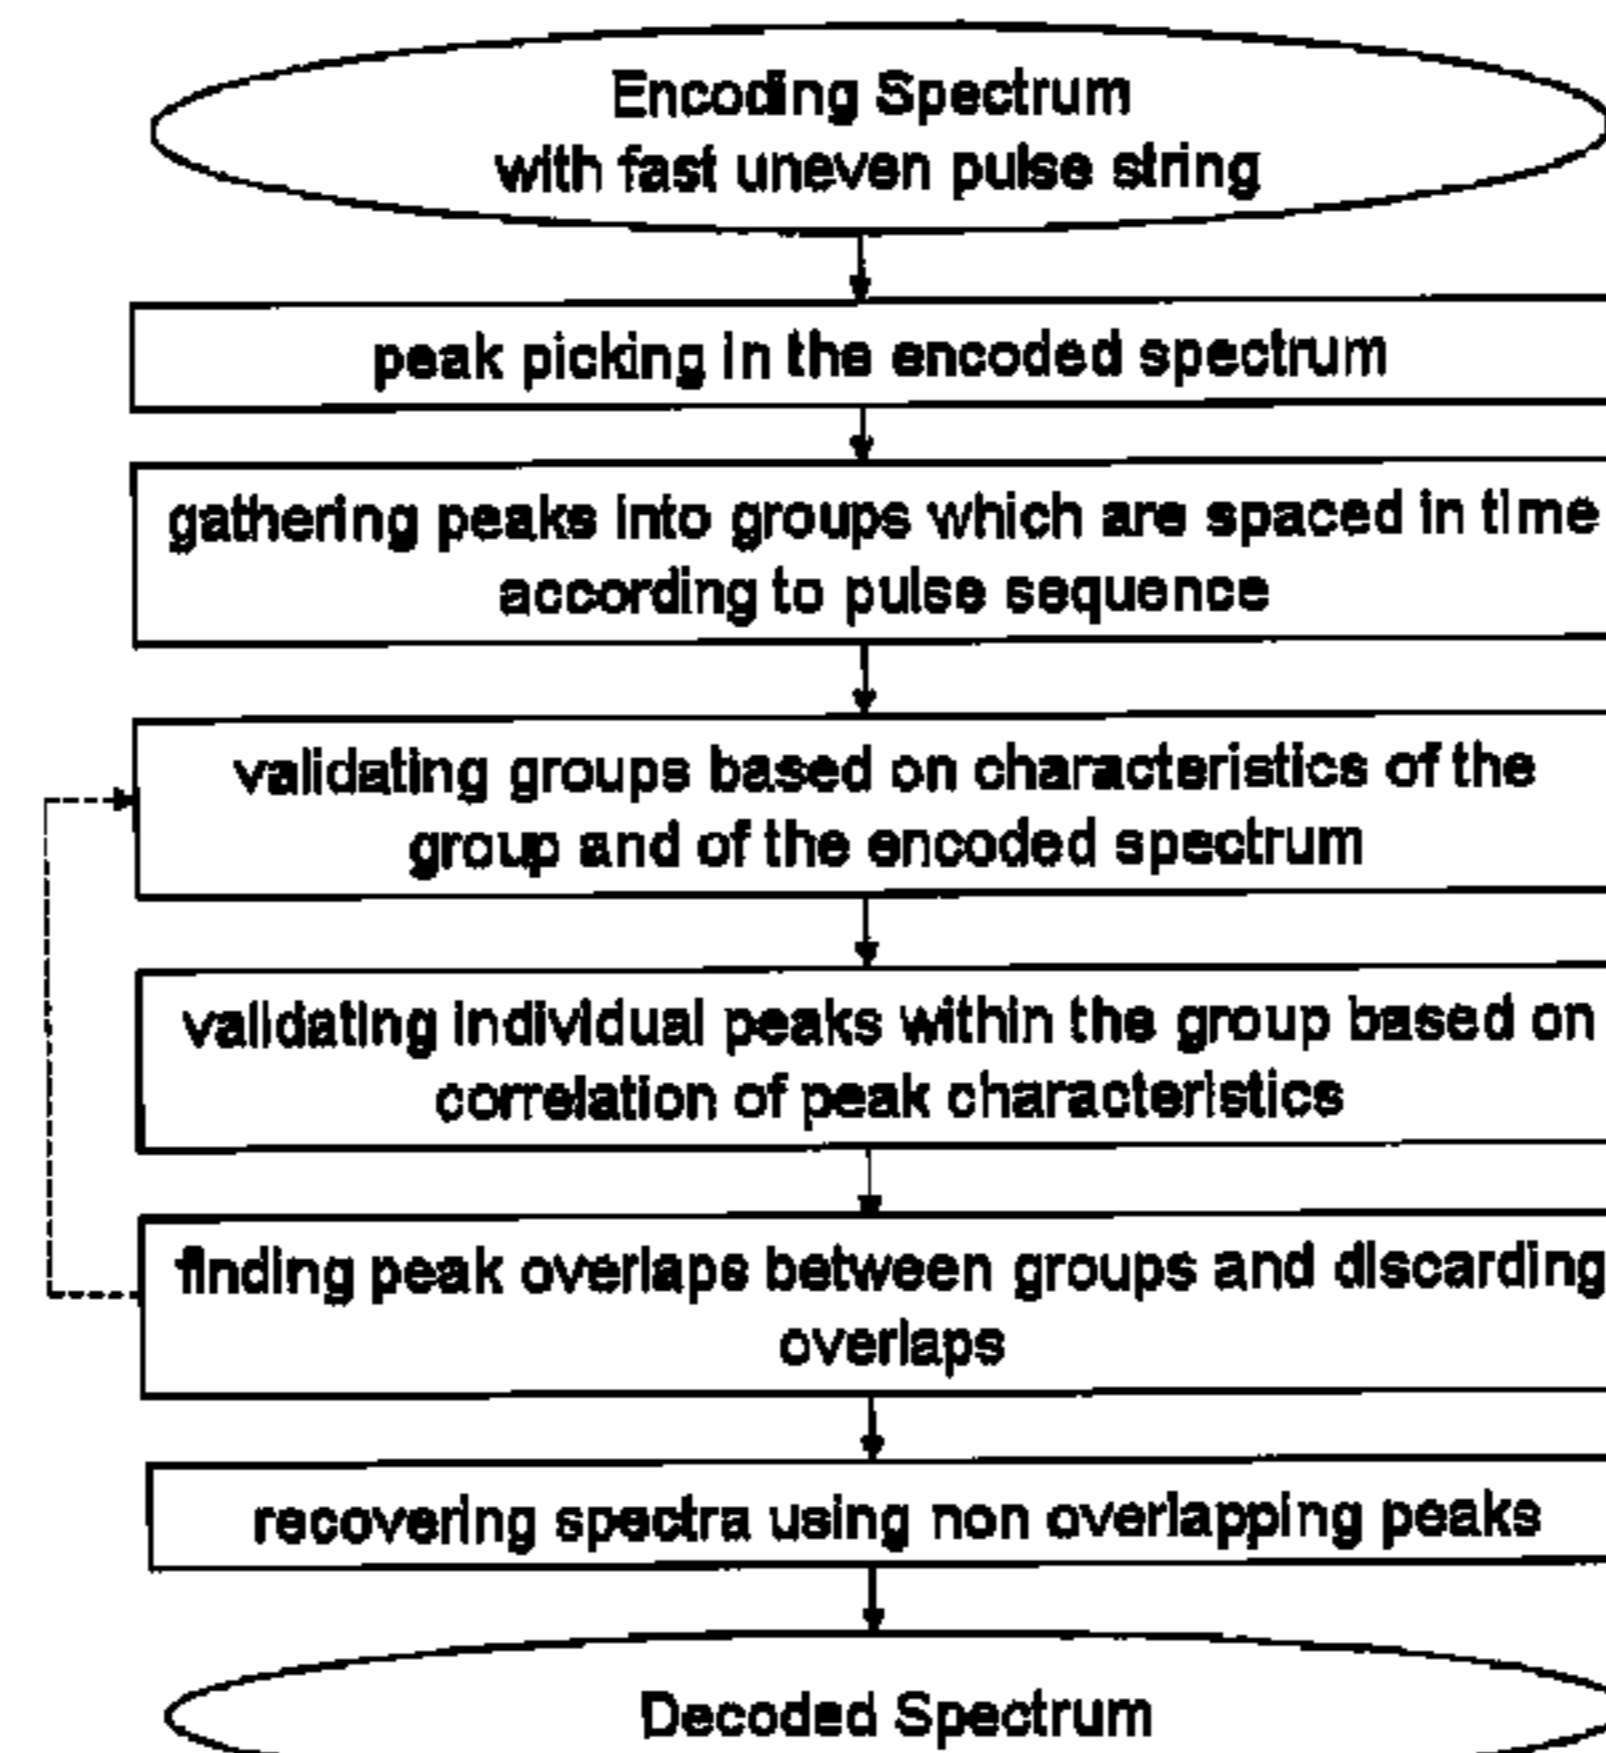 Encoding Spectrum
with fast uneven pulse string
peak picking in the encoded spectrum
gathering peaks into groups which are spaced in time
according to pulse sequence
validating groups based on characteristics of the
group and of the encoded spectrum
validating individual peaks within the group based on
correlation of peak characteristics
finding peak overlaps between groups and discarding
overlaps
recovering spectra using non overlapping peaks
Decoded Spectrum